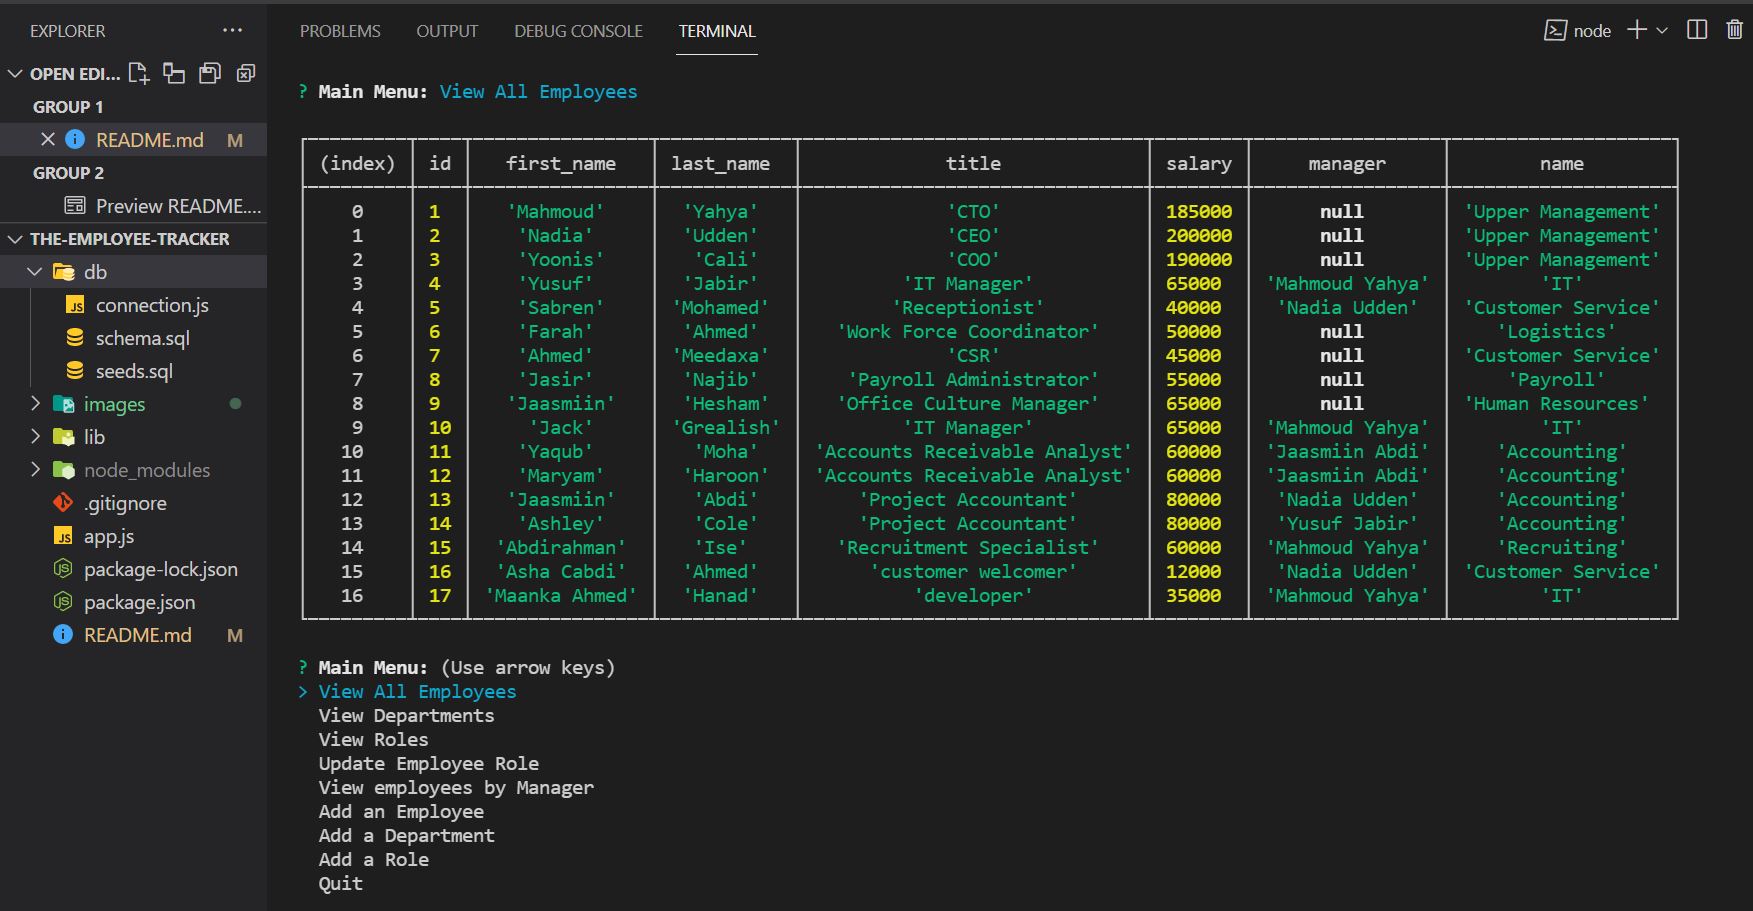 EXPLORER ...
OPEN EDI...
GROUP 1
README.md M
GROUP 2
Preview README....
THE-EMPLOYEE-TRACKER
db
connection.js
schema.sql
seeds.sql
images
lib
node_modules
.gitignore
app.js
package-lock.json
package.json
README.md M
PROBLEMS OUTPUT DEBUG CONSOLE TERMINAL
node
? Main Menu: View All Employees
(index) id first_name last_name title salary manager name
0 1 'Mahmoud' 'Yahya' 'CTO' 185000 null 'Upper Management'
1 2 'Nadia' 'Udden' 'CEO' 200000 null 'Upper Management'
2 3 'Yoonis' 'Cali' 'COO' 190000 null 'Upper Management'
3 4 'Yusuf' 'Jabir' 'IT Manager' 65000 'Mahmoud Yahya' 'IT'
4 5 'Sabren' 'Mohamed' 'Receptionist' 40000 'Nadia Udden' 'Customer Service'
5 6 'Farah' 'Ahmed' 'Work Force Coordinator' 50000 null 'Logistics'
6 7 'Ahmed' 'Meedaxa' 'CSR' 45000 null 'Customer Service'
7 8 'Jasir' 'Najib' 'Payroll Administrator' 55000 null 'Payroll'
8 9 'Jaasmiin' 'Hesham' 'Office Culture Manager' 65000 null 'Human Resources'
9 10 'Jack' 'Grealish' 'IT Manager' 65000 'Mahmoud Yahya' 'IT'
10 11 'Yaqub' 'Moha' 'Accounts Receivable Analyst' 60000 'Jaasmiin Abdi' 'Accounting'
11 12 'Maryam' 'Haroon' 'Accounts Receivable Analyst' 60000 'Jaasmiin Abdi' 'Accounting'
12 13 'Jaasmiin' 'Abdi' 'Project Accountant' 80000 'Nadia Udden' 'Accounting'
13 14 'Ashley' 'Cole' 'Project Accountant' 80000 'Yusuf Jabir' 'Accounting'
14 15 'Abdirahman' 'Ise' 'Recruitment Specialist' 60000 'Mahmoud Yahya' 'Recruiting'
15 16 'Asha Cabdi' 'Ahmed' 'customer welcomer' 12000 'Nadia Udden' 'Customer Service'
16 17 'Maanka Ahmed' 'Hanad' 'developer' 35000 'Mahmoud Yahya' 'IT'
? Main Menu: (Use arrow keys)
> View All Employees
View Departments
View Roles
Update Employee Role
View employees by Manager
Add an Employee
Add a Department
Add a Role
Quit